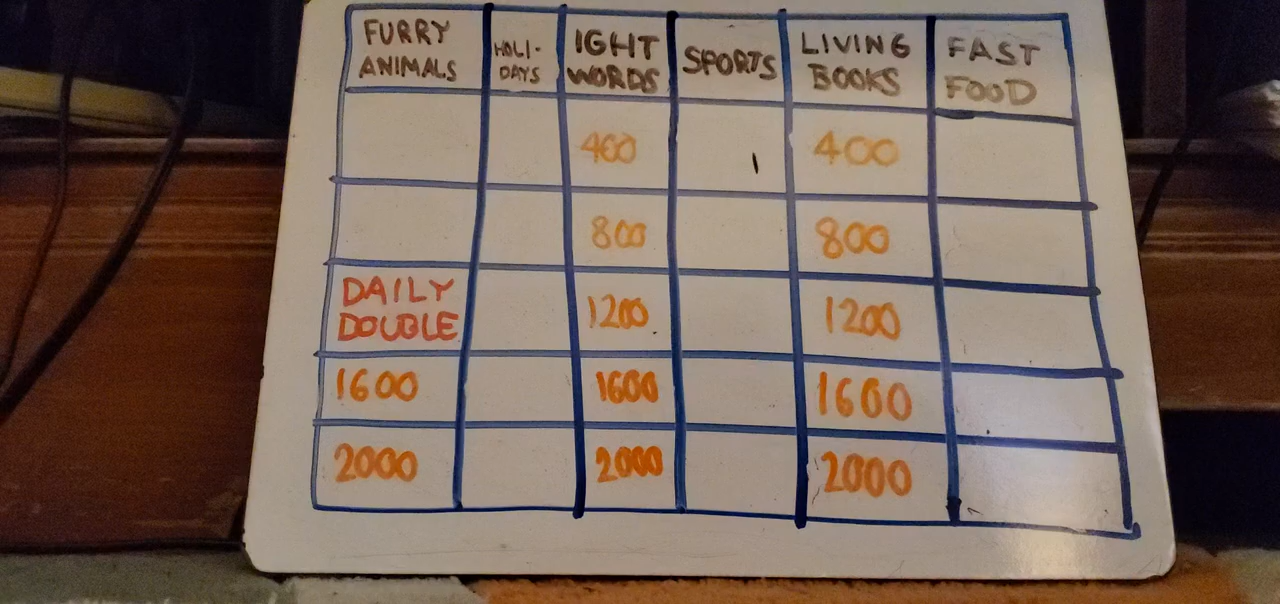 FURRY ANIMALS
HOLI-DAYS
IGHT WORDS
SPORTS
LIVING BOOKS
FAST FOOD
400 400
800 800
DAILY DOUBLE 1200 1200
1600 1600 1600
2000 2000 2000